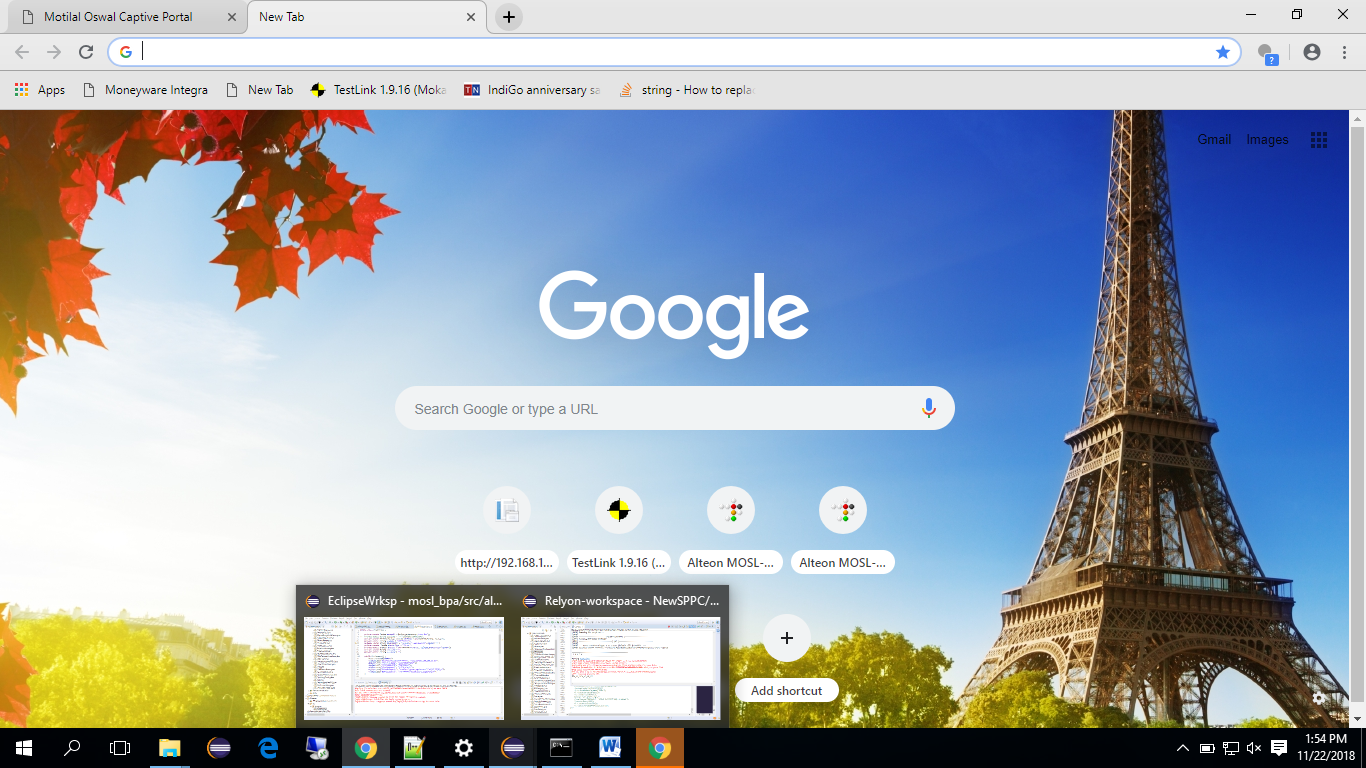 Motilal Oswal Captive Portal
New Tab
Apps
Moneyware Integra
New Tab
TestLink 1.9.16 (Moka
IndiGo anniversary sa
string - How to replac
Gmail
Images
Google
Search Google or type a URL
http://192.168.1...
TestLink 1.9.16 (...
Alteon MOSL-...
Alteon MOSL-...
EclipseWrksp - mosl_bpa/src/al...
Relyon-workspace - NewSPPC/...
Add shortcut
1:54 PM
11/22/2018